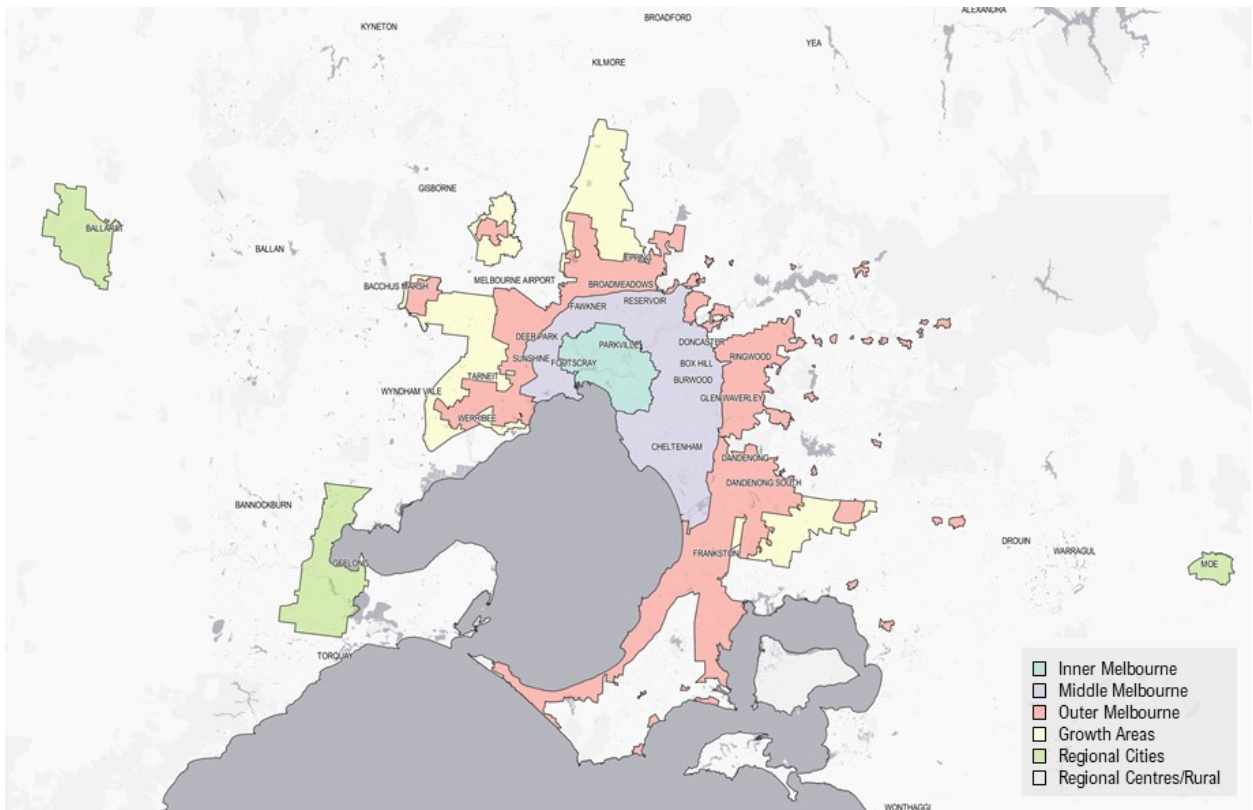 ALEXANDRA
BROADFORD
KYNETON
YEA
KILMORE
GISBORNE
BALLARAT
BALLAN
EPPING
MELBOURNE AIRPORT
BACCHUS MARSH
BROADMEADOWS
RESERVOIR
FAWKNER
DEER PARK
PARKVILLE
DONCASTER
SUNSHINE
FOOTSCRAY
BOX HILL
RINGWOOD
TARNEIT
BURWOOD
WYNDHAM VALE
GLEN WAVERLEY
WERRIBEE
CHELTENHAM
DANDENONG
DANDENONG SOUTH
BANNOCKBURN
DROUIN
WARRAGUL
FRANKSTON
GEELONG
MOE
TORQUAY
Inner Melbourne
Middle Melbourne
Outer Melbourne
Growth Areas
Regional Cities
Regional Centres/Rural
WONTHAGGI